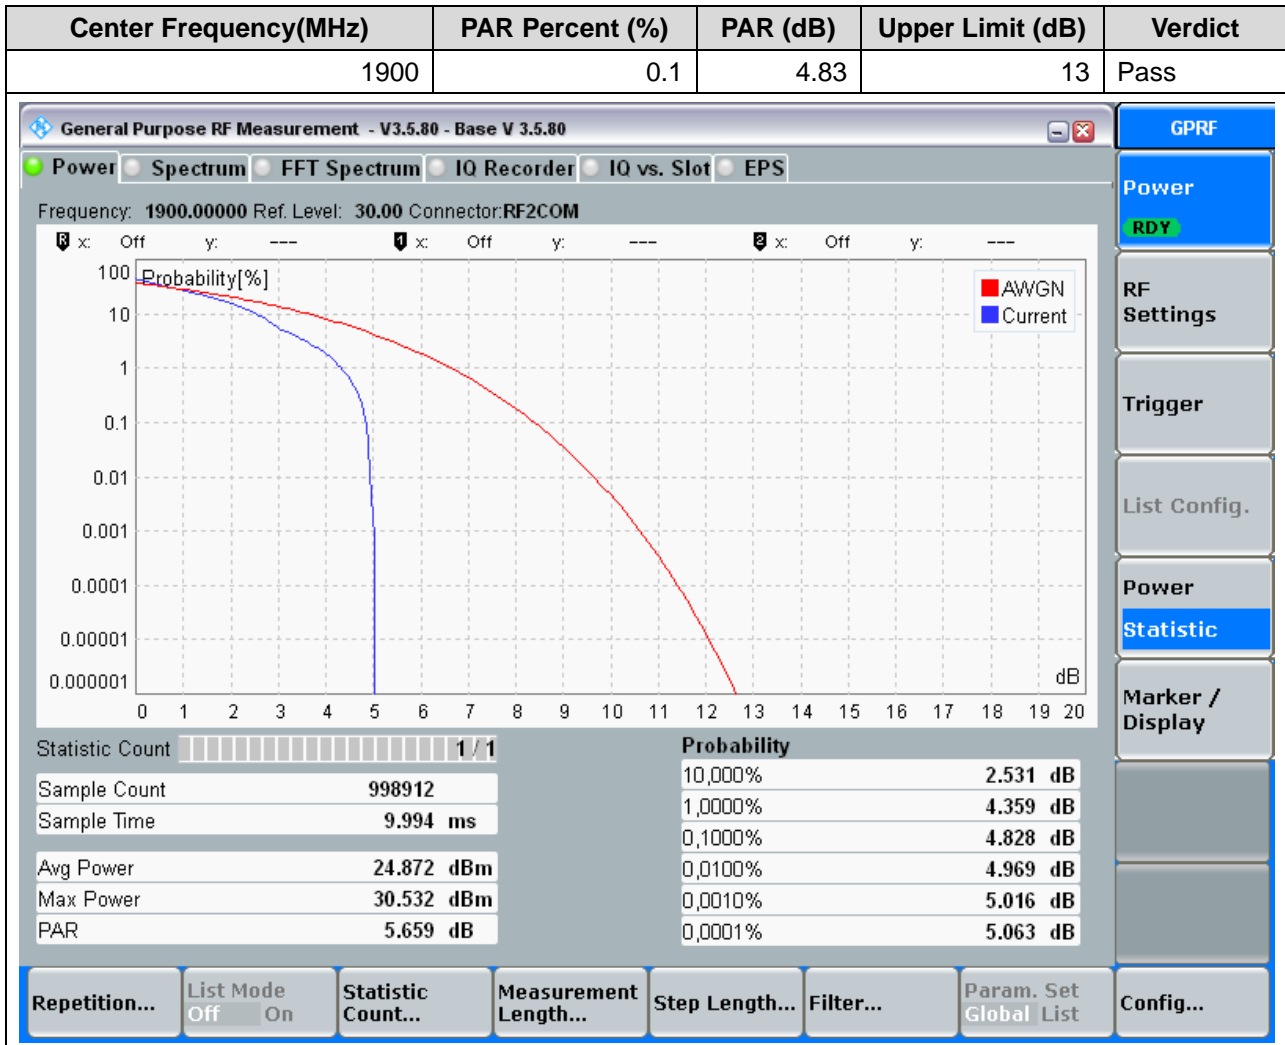 Center Frequency(MHz) PAR Percent (%) PAR (dB) Upper Limit (dB) Verdict
1900 0.1 4.83 13 Pass
General Purpose RF Measurement - V3.5.80 - Base V 3.5.80
GPRF
Power Spectrum FFT Spectrum IQ Recorder IQ vs. Slot EPS
Frequency: 1900.00000 Ref. Level: 30.00 Connector:RF2COM
R x: Off y: --- 1 x: Off y: --- 2 x: Off y: ---
Probability[%]
100
10
1
0.1
0.01
0.001
0.0001
0.00001
0.000001
AWGN
Current
dB
0 1 2 3 4 5 6 7 8 9 10 11 12 13 14 15 16 17 18 19 20
Statistic Count 1 / 1
Sample Count 998912
Sample Time 9.994 ms
Avg Power 24.872 dBm
Max Power 30.532 dBm
PAR 5.659 dB
Probability
10,000% 2.531 dB
1,0000% 4.359 dB
0,1000% 4.828 dB
0,0100% 4.969 dB
0,0010% 5.016 dB
0,0001% 5.063 dB
Power
RDY
RF
Settings
Trigger
List Config.
Power
Statistic
Marker /
Display
Repetition...
List Mode
Off On
Statistic
Count...
Measurement
Length...
Step Length...
Filter...
Param. Set
Global List
Config...